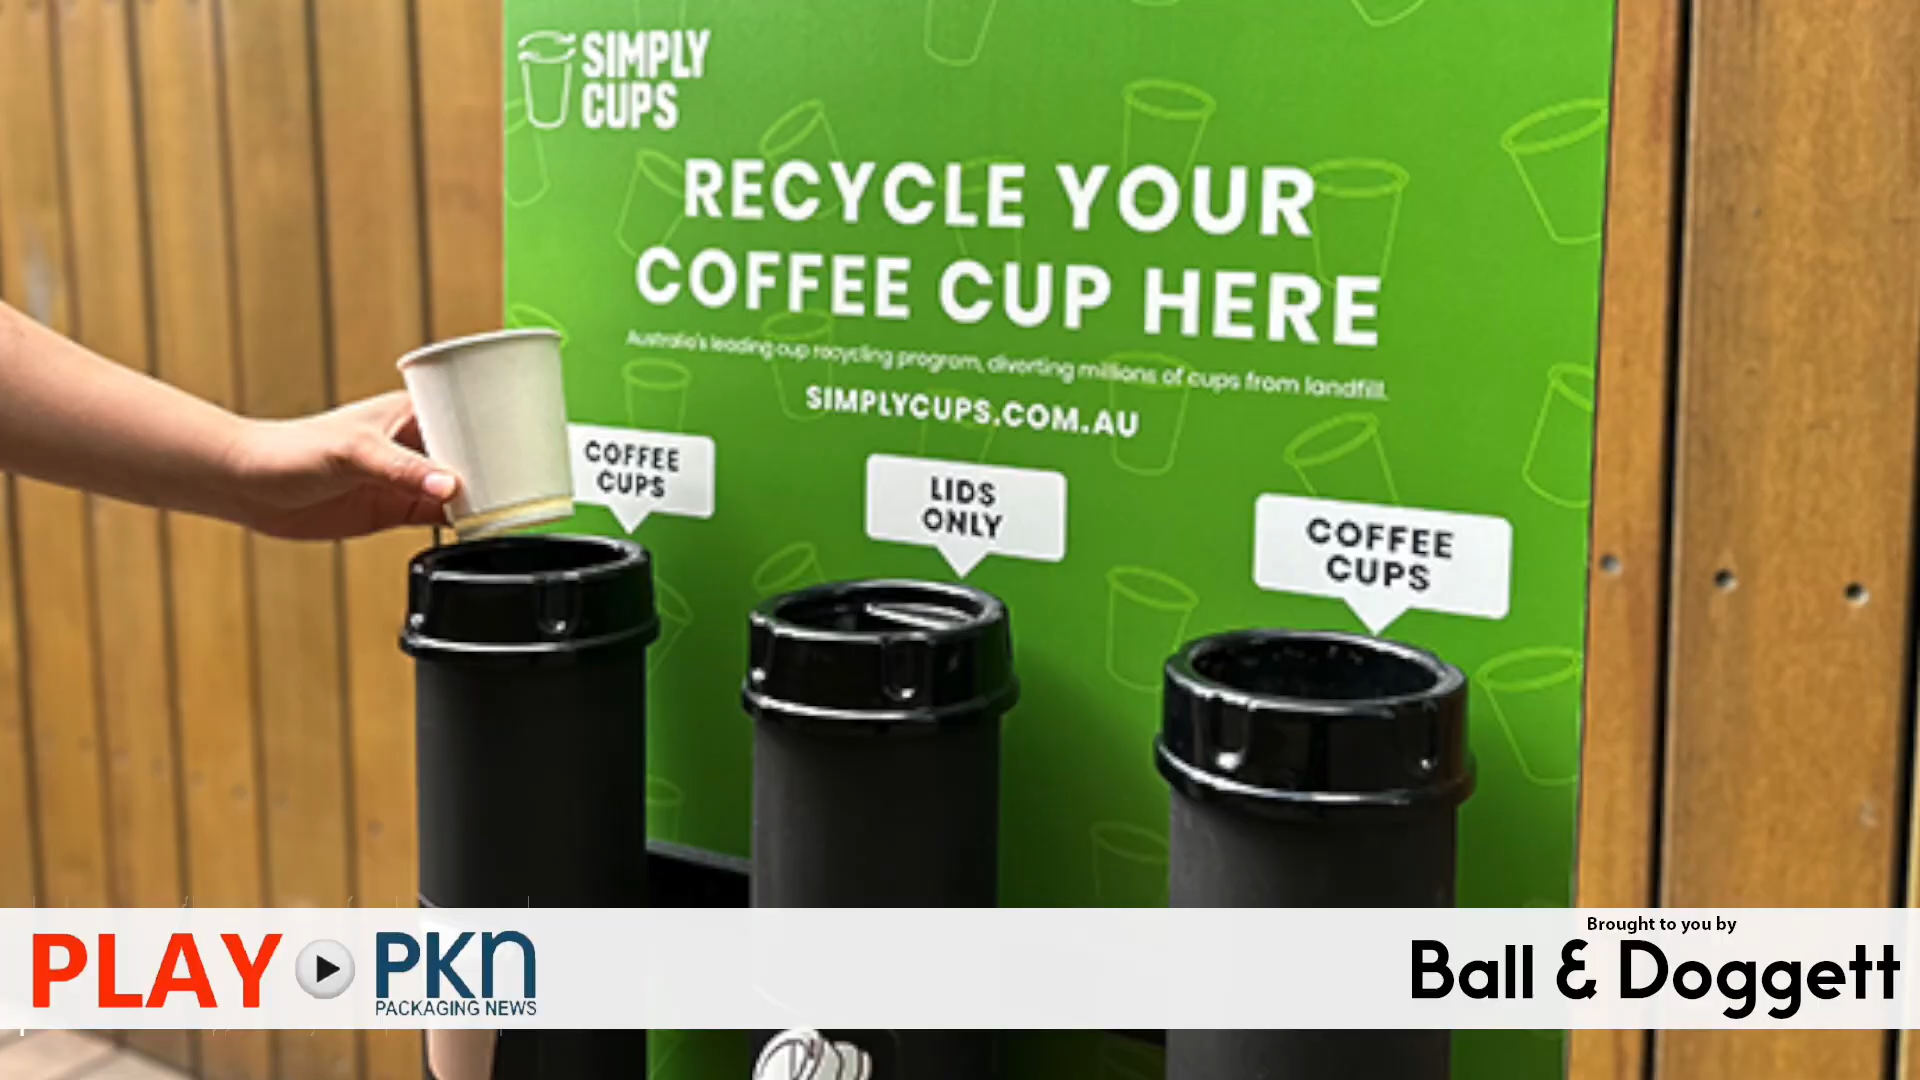 SIMPLY
CUPS
RECYCLE YOUR
COFFEE CUP HERE
Australia's leading cup recycling program, diverting millions of cups from landfill.
SIMPLYCUPS.COM.AU
COFFEE
CUPS
LIDS
ONLY
COFFEE
CUPS
PLAY PKN
PACKAGING NEWS
Brought to you by
Ball & Doggett